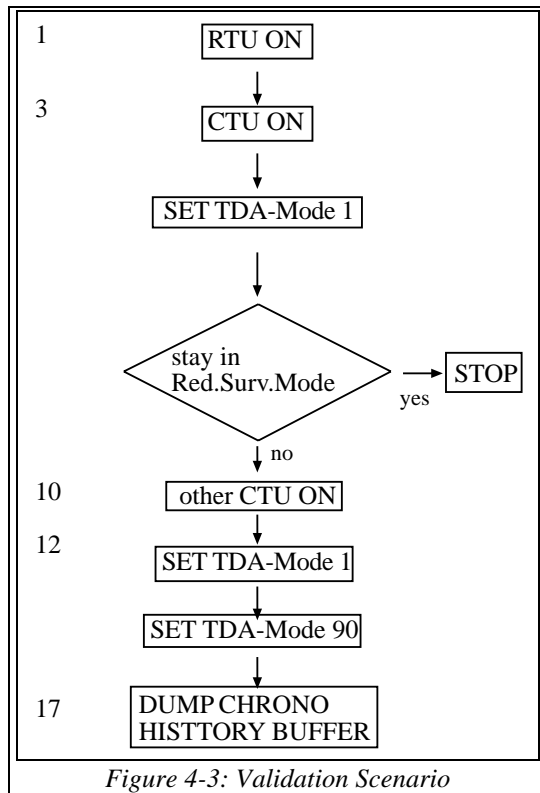 1
RTU ON
3
CTU ON
SET TDA-Mode 1
stay in
Red.Surv.Mode
STOP
yes
no
10
other CTU ON
12
SET TDA-Mode 1
SET TDA-Mode 90
17
DUMP CHRONO
HISTTORY BUFFER
Figure 4-3: Validation Scenario